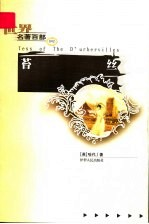 世界
名著百部
Tess of the D'urbervilles
苔
丝
[英]哈代/著